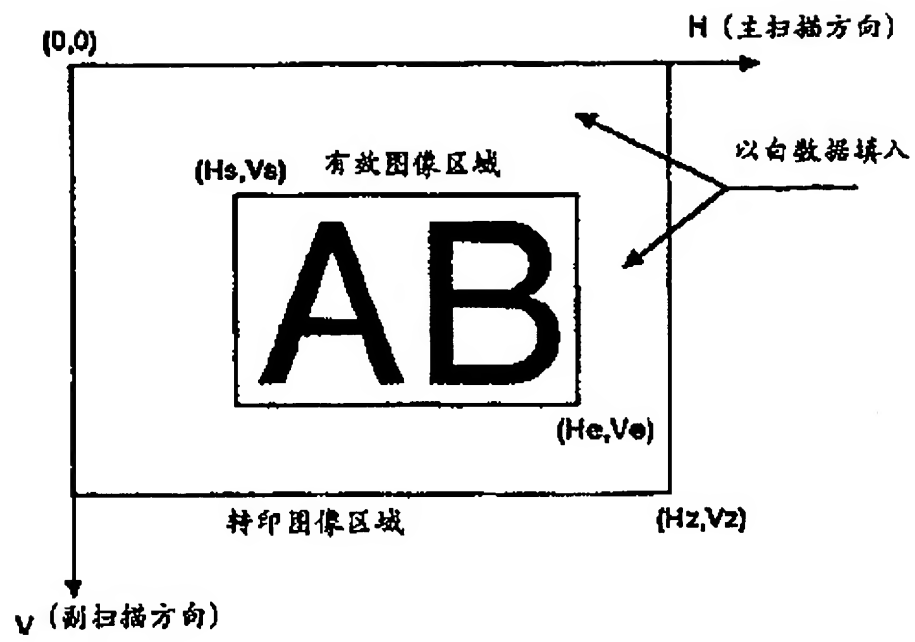 (0,0)
H (主扫描方向)
以白数据填入
(Hs,Vs) 有效图像区域
AB
(He,Ve)
转印图像区域
(Hz,Vz)
V (副扫描方向)